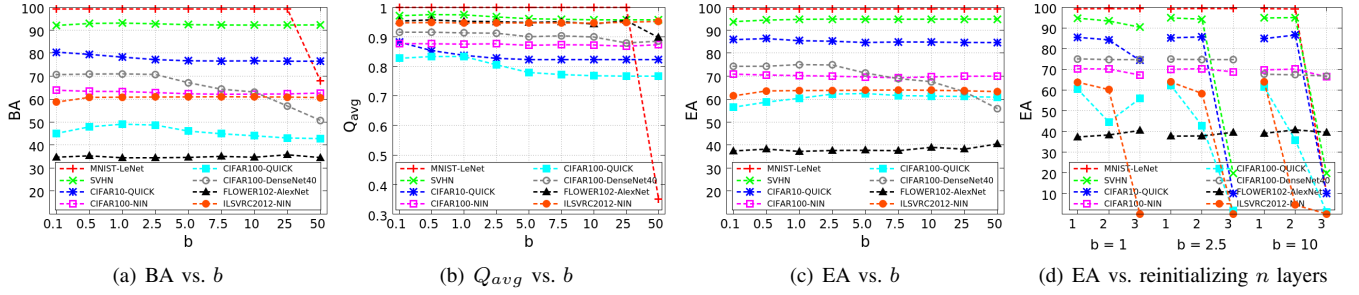 100
90
80
70
60
50
40
30
20
BA
MNIST-LeNet
SVHN
CIFAR10-QUICK
CIFAR100-NIN
CIFAR100-QUICK
CIFAR100-DenseNet40
FLOWER102-AlexNet
ILSVRC2012-NIN
0.1 0.5 1.0 2.5 5.0 7.5 10 25 50
b
(a) BA vs. b
1
0.9
0.8
0.7
0.6
0.5
0.4
0.3
Qavg
MNIST-LeNet
SVHN
CIFAR10-QUICK
CIFAR100-NIN
CIFAR100-QUICK
CIFAR100-DenseNet40
FLOWER102-AlexNet
ILSVRC2012-NIN
0.1 0.5 1.0 2.5 5.0 7.5 10 25 50
b
(b) Qavg vs. b
100
90
80
70
60
50
40
30
20
EA
MNIST-LeNet
SVHN
CIFAR10-QUICK
CIFAR100-NIN
CIFAR100-QUICK
CIFAR100-DenseNet40
FLOWER102-AlexNet
ILSVRC2012-NIN
0.1 0.5 1.0 2.5 5.0 7.5 10 25 50
b
(c) EA vs. b
100
90
80
70
60
50
40
30
20
10
EA
MNIST-LeNet
SVHN
CIFAR10-QUICK
CIFAR100-NIN
CIFAR100-QUICK
CIFAR100-DenseNet40
FLOWER102-AlexNet
ILSVRC2012-NIN
1 2 3 1 2 3 1 2 3
b = 1 b = 2.5 b = 10
(d) EA vs. reinitializing n layers